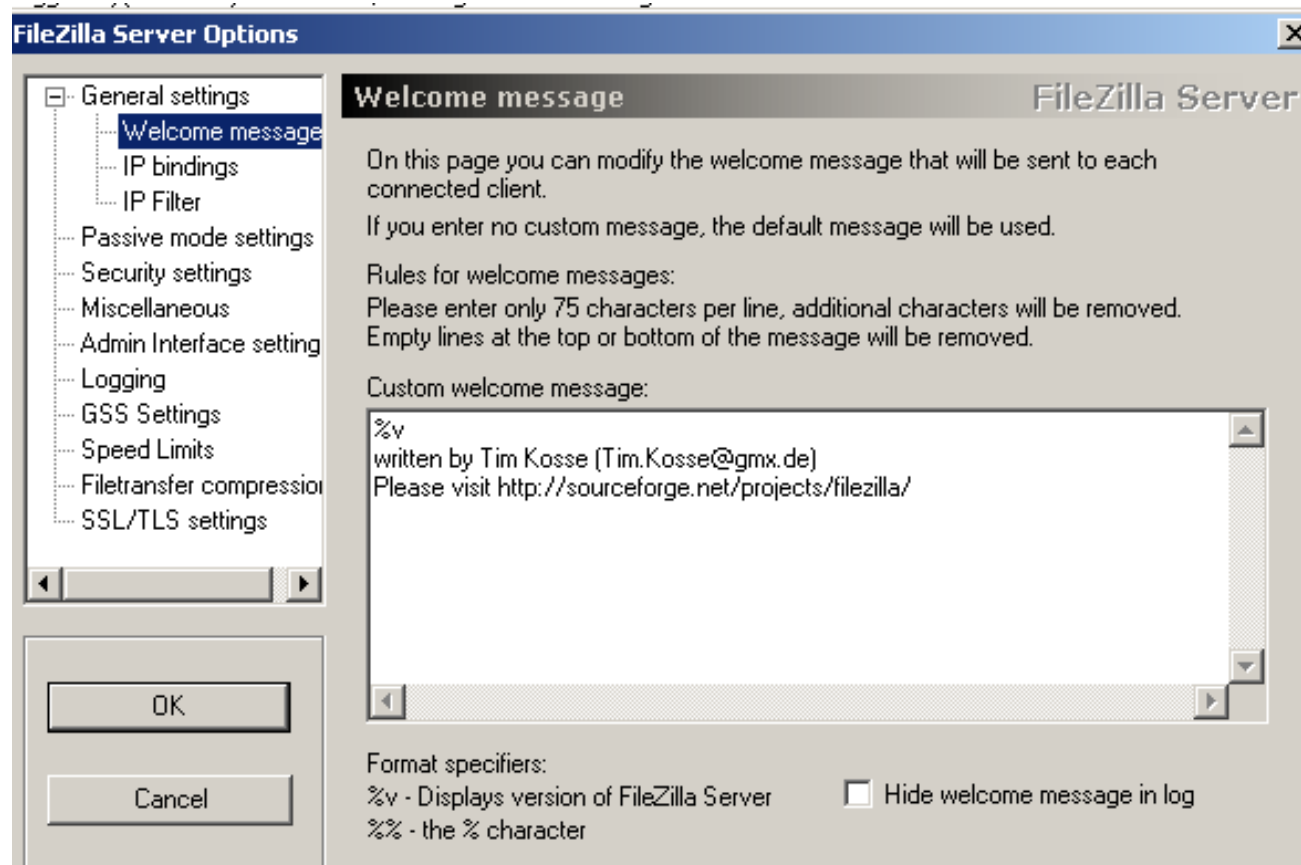 FileZilla Server Options
General settings
Welcome message
IP bindings
IP Filter
Passive mode settings
Security settings
Miscellaneous
Admin Interface setting
Logging
GSS Settings
Speed Limits
Filetransfer compression
SSL/TLS settings
OK
Cancel
Welcome message
FileZilla Server
On this page you can modify the welcome message that will be sent to each
connected client.
If you enter no custom message, the default message will be used.
Rules for welcome messages:
Please enter only 75 characters per line, additional characters will be removed.
Empty lines at the top or bottom of the message will be removed.
Custom welcome message:
%v
written by Tim Kosse (Tim.Kosse@gmx.de)
Please visit http://sourceforge.net/projects/filezilla/
Format specifiers:
%v - Displays version of FileZilla Server
%% - the % character
Hide welcome message in log